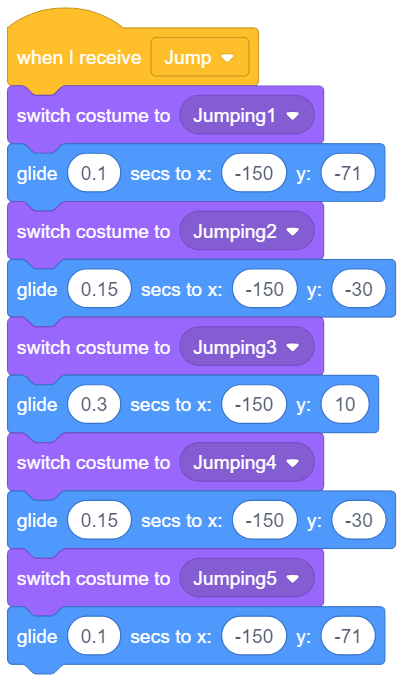 when I receive Jump
switch costume to Jumping1
glide 0.1 secs to x: -150 y: -71
switch costume to Jumping2
glide 0.15 secs to x: -150 y: -30
switch costume to Jumping3
glide 0.3 secs to x: -150 y: 10
switch costume to Jumping4
glide 0.15 secs to x: -150 y: -30
switch costume to Jumping5
glide 0.1 secs to x: -150 y: -71